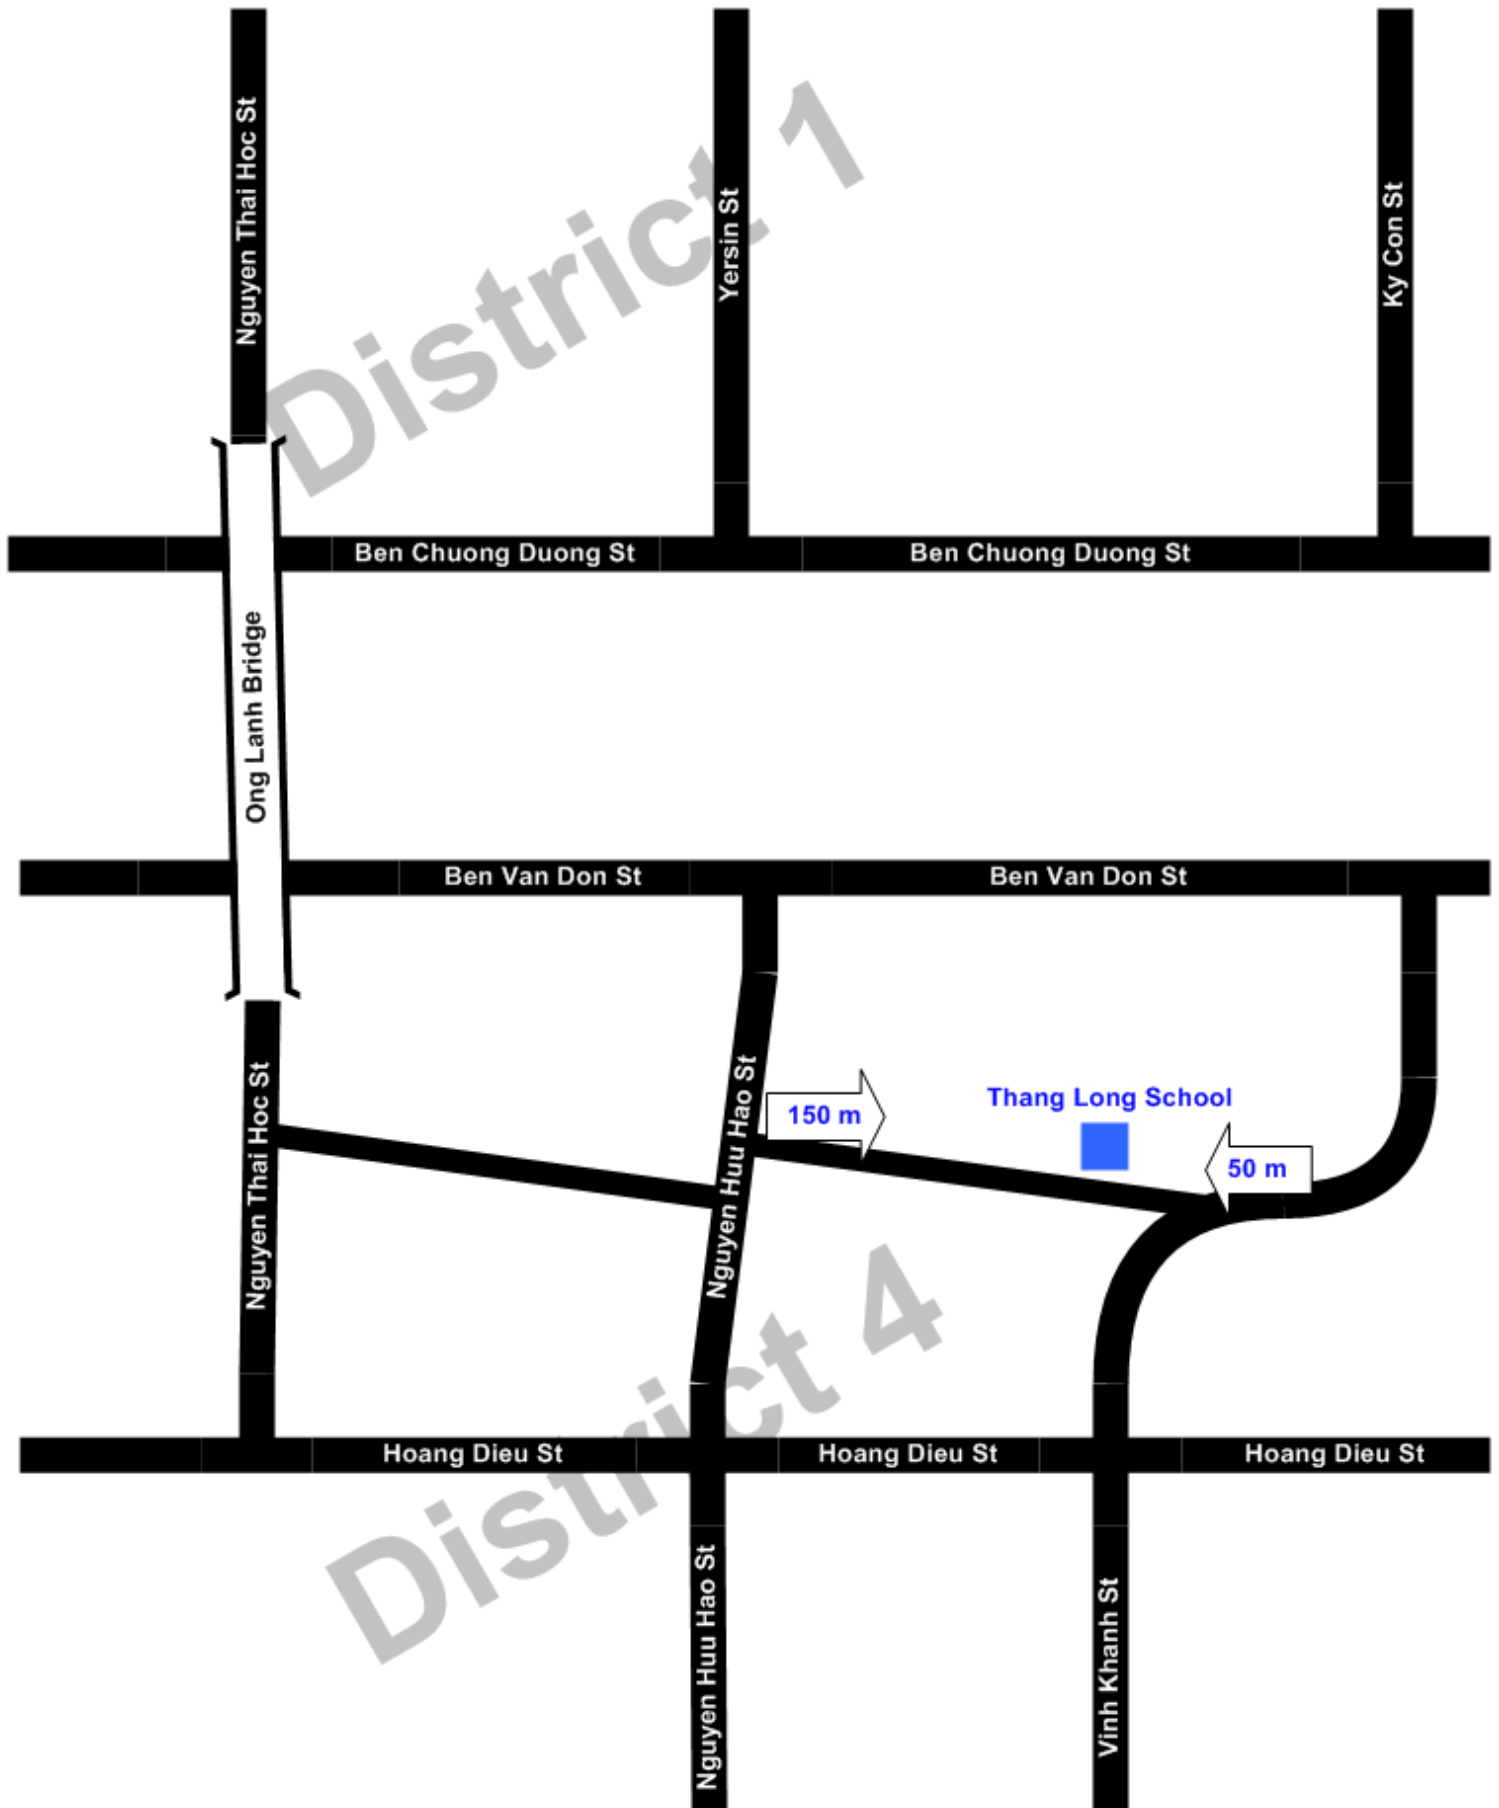 District 1
Nguyen Thai Hoc St
Yersin St
Ky Con St
Ben Chuong Duong St
Ben Chuong Duong St
Ong Lanh Bridge
Ben Van Don St
Ben Van Don St
Nguyen Thai Hoc St
Nguyen Huu Hao St
150 m
Thang Long School
50 m
District 4
Hoang Dieu St
Hoang Dieu St
Hoang Dieu St
Nguyen Huu Hao St
Vinh Khanh St